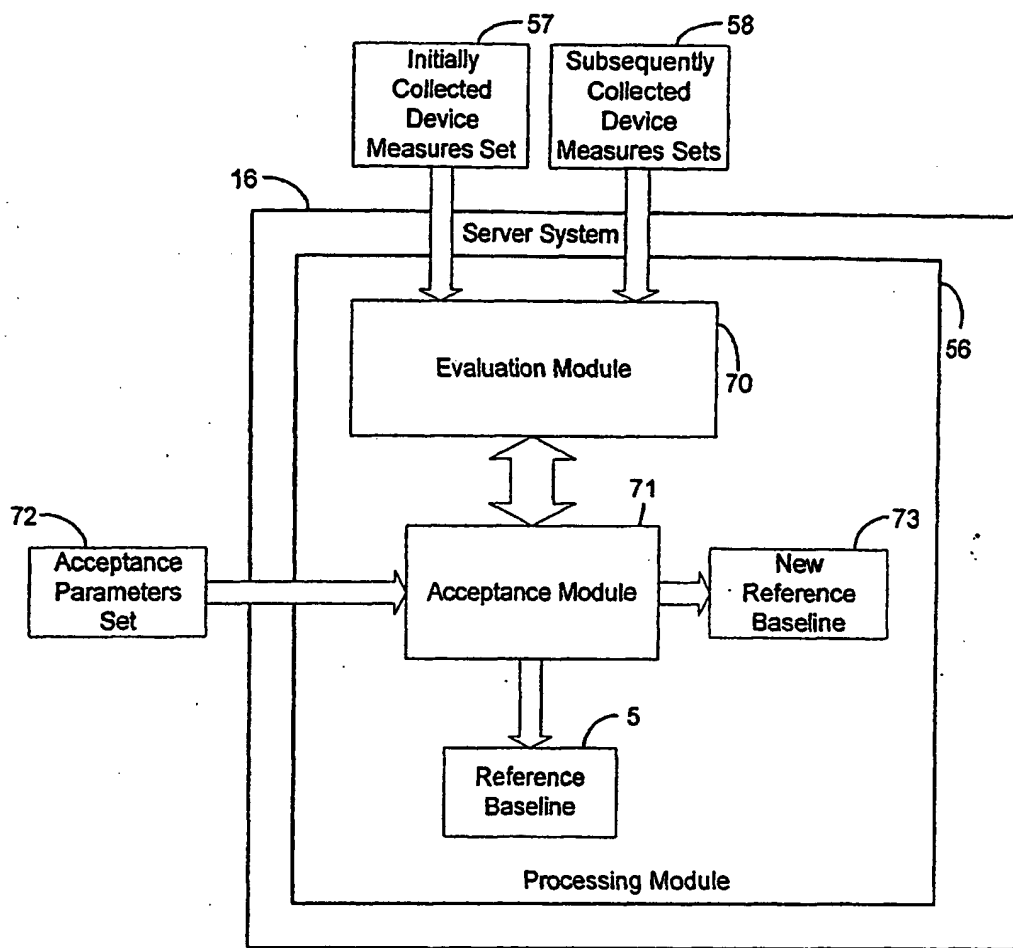 57
58
Initially
Collected
Device
Measures Set
Subsequently
Collected
Device
Measures Sets
16
Server System
56
Evaluation Module
70
71
72
73
Acceptance
Parameters
Set
Acceptance Module
New
Reference
Baseline
5
Reference
Baseline
Processing Module